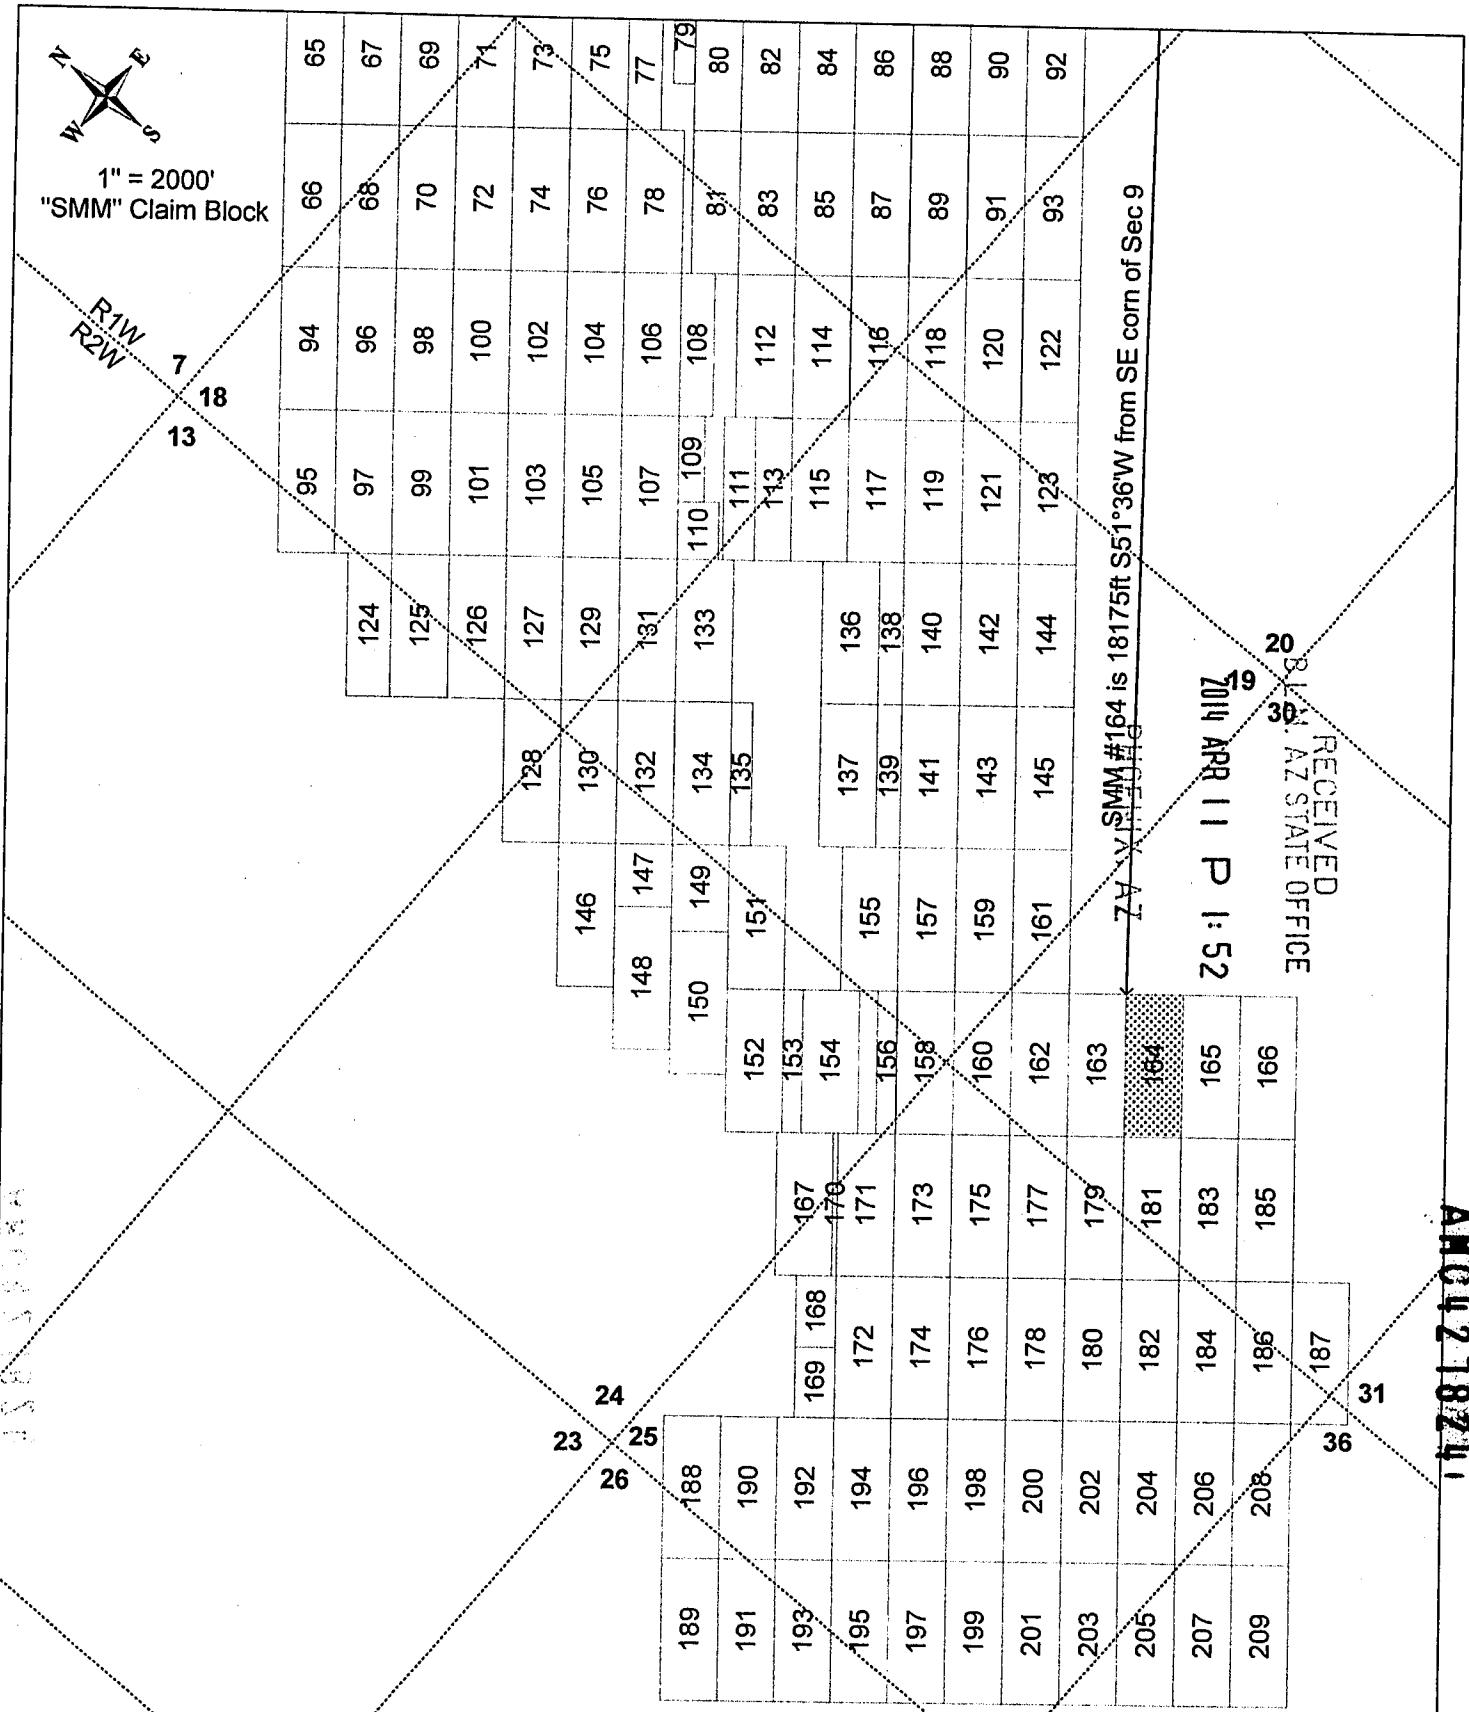 N E
W S
1" = 2000'
"SMM" Claim Block
65 67 69 71 73 75 77 79 80 82 84 86 88 90 92
66 68 70 72 74 76 78 81 83 85 87 89 91 93
R1W
R2W
7
18
13
94 96 98 100 102 104 106 108 112 114 116 118 120 122
95 97 99 101 103 105 107 109 110 111 113 115 117 119 121 123
124 125 126 127 129 131 133 136 138 140 142 144
128 130 132 134 135 137 139 141 143 145
SMM #164 is 18175ft S51°36'W from SE corn of Sec 9
20
19
30
RECEIVED
B.L.M. AZ STATE OFFICE
2014 APR 11 P 1:52
PHOENIX, AZ
146 147 149 151 155 157 159 161
148 150
152 153 154 156 158 160 162 163 164 165 166
167 170 171 173 175 177 179 181 183 185
168 169 172 174 176 178 180 182 184 186 187
24
23
25
26
31
36
188 190 192 194 196 198 200 202 204 206 208
189 191 193 195 197 199 201 203 205 207 209